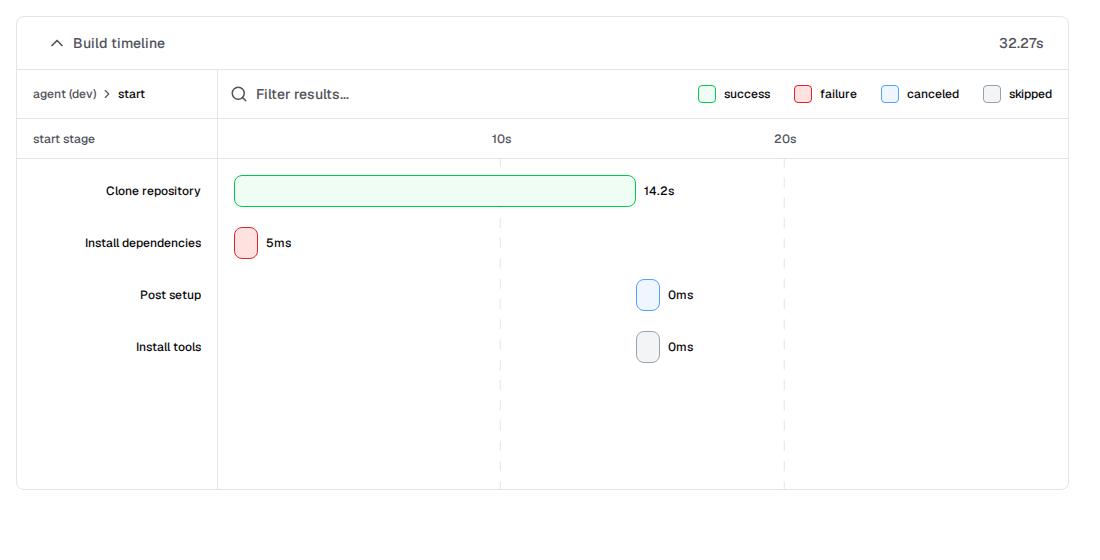 Build timeline 32.27s
agent (dev) > start Filter results... success failure canceled skipped
start stage 10s 20s
Clone repository 14.2s
Install dependencies 5ms
Post setup 0ms
Install tools 0ms